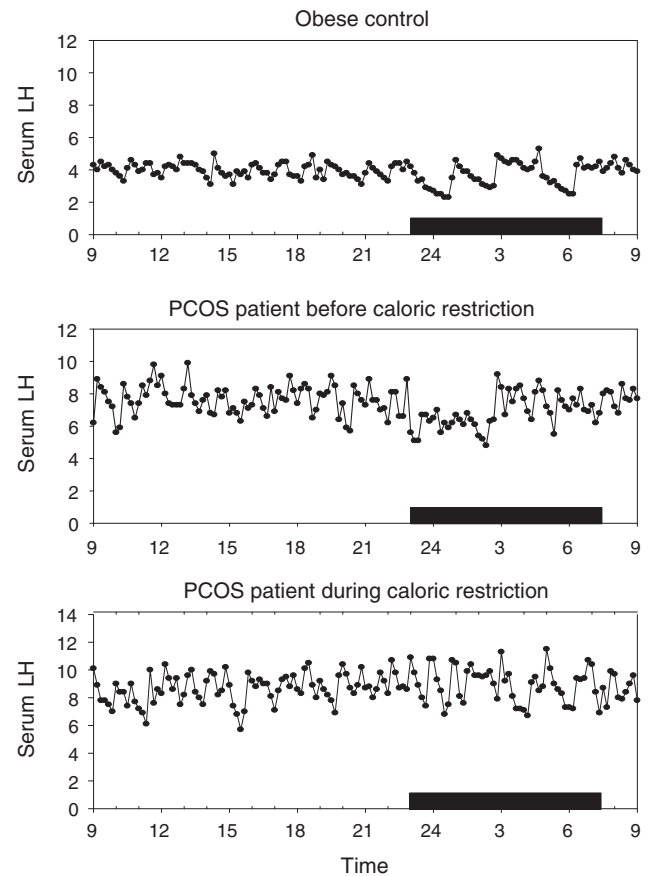 Obese control
12
10
8
6
4
2
0
Serum LH
9 12 15 18 21 24 3 6 9
PCOS patient before caloric restriction
12
10
8
6
4
2
0
Serum LH
9 12 15 18 21 24 3 6 9
PCOS patient during caloric restriction
14
12
10
8
6
4
2
0
Serum LH
9 12 15 18 21 24 3 6 9
Time